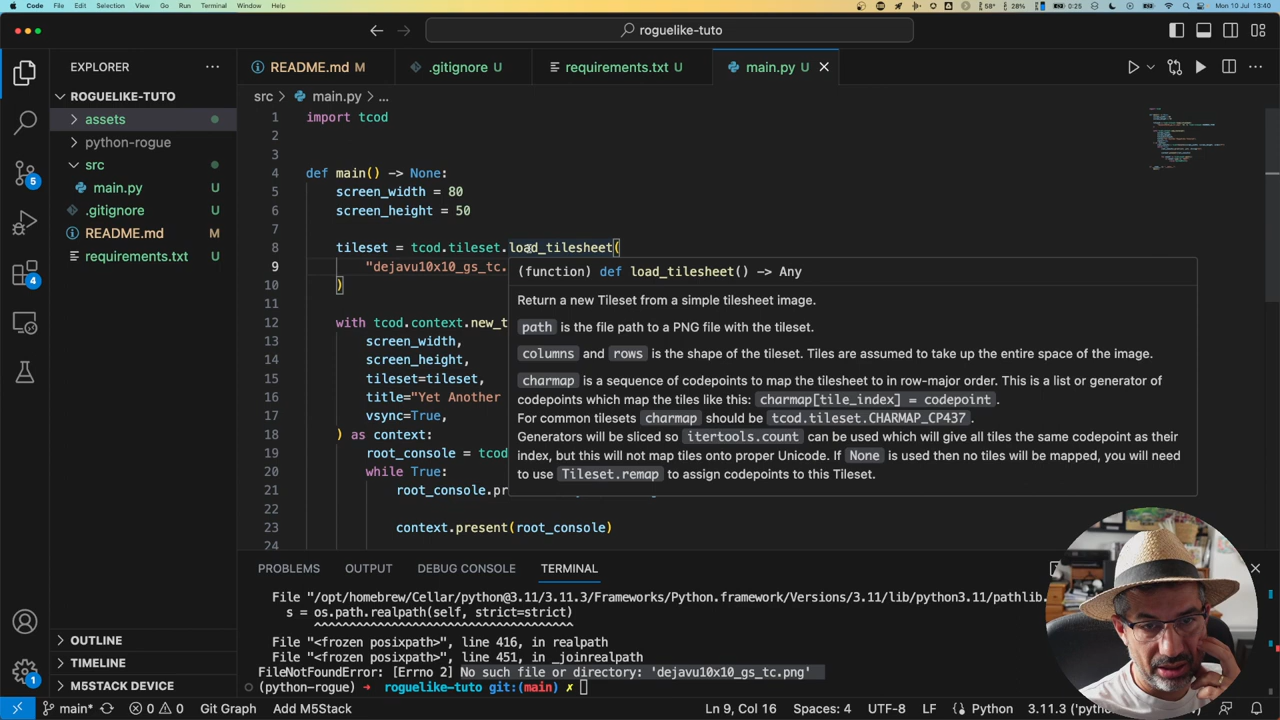 Code File Edit Selection View Go Run Terminal Window Help
58° 28% 0:25 Mon 10 Jul 13:40
roguelike-tuto
EXPLORER
README.md M
.gitignore U
requirements.txt U
main.py U
ROGUELIKE-TUTO
assets
python-rogue
src
main.py U
.gitignore U
README.md M
requirements.txt U
5
4
1
OUTLINE
TIMELINE
M5STACK DEVICE
src > main.py > ...
1 import tcod
2
3
4 def main() -> None:
5 screen_width = 80
6 screen_height = 50
7
8 tileset = tcod.tileset.load_tilesheet(
9 "dejavu10x10_gs_tc.
10 )
11
12 with tcod.context.new_t
13 screen_width,
14 screen_height,
15 tileset=tileset,
16 title="Yet Another
17 vsync=True,
18 ) as context:
19 root_console = tcod
20 while True:
21 root_console.pr
22
23 context.present(root_console)
24
(function) def load_tilesheet() -> Any
Return a new Tileset from a simple tilesheet image.
path is the file path to a PNG file with the tileset.
columns and rows is the shape of the tileset. Tiles are assumed to take up the entire space of the image.
charmap is a sequence of codepoints to map the tilesheet to in row-major order. This is a list or generator of
codepoints which map the tiles like this: charmap[tile_index] = codepoint.
For common tilesets charmap should be tcod.tileset.CHARMAP_CP437.
Generators will be sliced so itertools.count can be used which will give all tiles the same codepoint as their
index, but this will not map tiles onto proper Unicode. If None is used then no tiles will be mapped, you will need
to use Tileset.remap to assign codepoints to this Tileset.
PROBLEMS OUTPUT DEBUG CONSOLE TERMINAL
File "/opt/homebrew/Cellar/python@3.11/3.11.3/Frameworks/Python.framework/Versions/3.11/lib/python3.11/pathlib.
s = os.path.realpath(self, strict=strict)
^^^^^^^^^^^^^^^^^^^^^^^^^^^^^^^^^^^
File "<frozen posixpath>", line 416, in realpath
File "<frozen posixpath>", line 451, in _joinrealpath
FileNotFoundError: [Errno 2] No such file or directory: 'dejavu10x10_gs_tc.png'
(python-rogue) → roguelike-tuto git:(main) ✗
main* 0 0 Git Graph Add M5Stack Ln 9, Col 16 Spaces: 4 UTF-8 LF Python 3.11.3 ('pytho